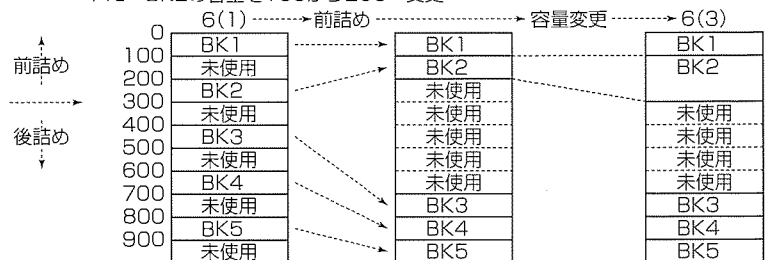 BK2の容量を100から200へ変更
6(1) 前詰め 容量変更 6(3)
0 BK1 BK1 BK1
100 未使用 BK2 BK2
前詰め
200 BK2 未使用
300 未使用 未使用 未使用
後詰め
400 BK3 未使用 未使用
500 未使用 未使用 未使用
600 BK4 未使用 未使用
700 未使用 BK3 BK3
800 BK5 BK4 BK4
900 未使用 BK5 BK5